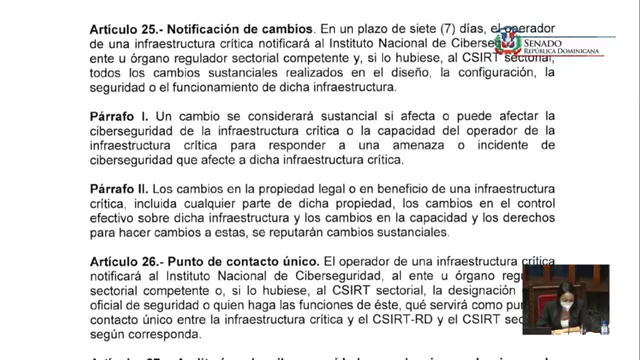 Artículo 25.- Notificación de cambios. En un plazo de siete (7) días, el operador
de una infraestructura crítica notificará al Instituto Nacional de Ciberse
ente u órgano regulador sectorial competente y, si lo hubiese, al CSIRT sectorial,
todos los cambios sustanciales realizados en el diseño, la configuración, la
seguridad o el funcionamiento de dicha infraestructura.
SENADO
REPÚBLICA DOMINICANA
Párrafo I. Un cambio se considerará sustancial si afecta o puede afectar la
ciberseguridad de la infraestructura crítica o la capacidad del operador de la
infraestructura crítica para responder a una amenaza o incidente de
ciberseguridad que afecte a dicha infraestructura crítica.
Párrafo II. Los cambios en la propiedad legal o en beneficio de una infraestructura
crítica, incluida cualquier parte de dicha propiedad, los cambios en el control
efectivo sobre dicha infraestructura y los cambios en la capacidad y los derechos
para hacer cambios a estas, se reputarán cambios sustanciales.
Artículo 26.- Punto de contacto único. El operador de una infraestructura crítica
notificará al Instituto Nacional de Ciberseguridad, al ente u órgano regu
sectorial competente o, si lo hubiese, al CSIRT sectorial, la designación
oficial de seguridad o quien haga las funciones de éste, qué servirá como pun
contacto único entre la infraestructura crítica y el CSIRT-RD y el CSIRT sec
según corresponda.